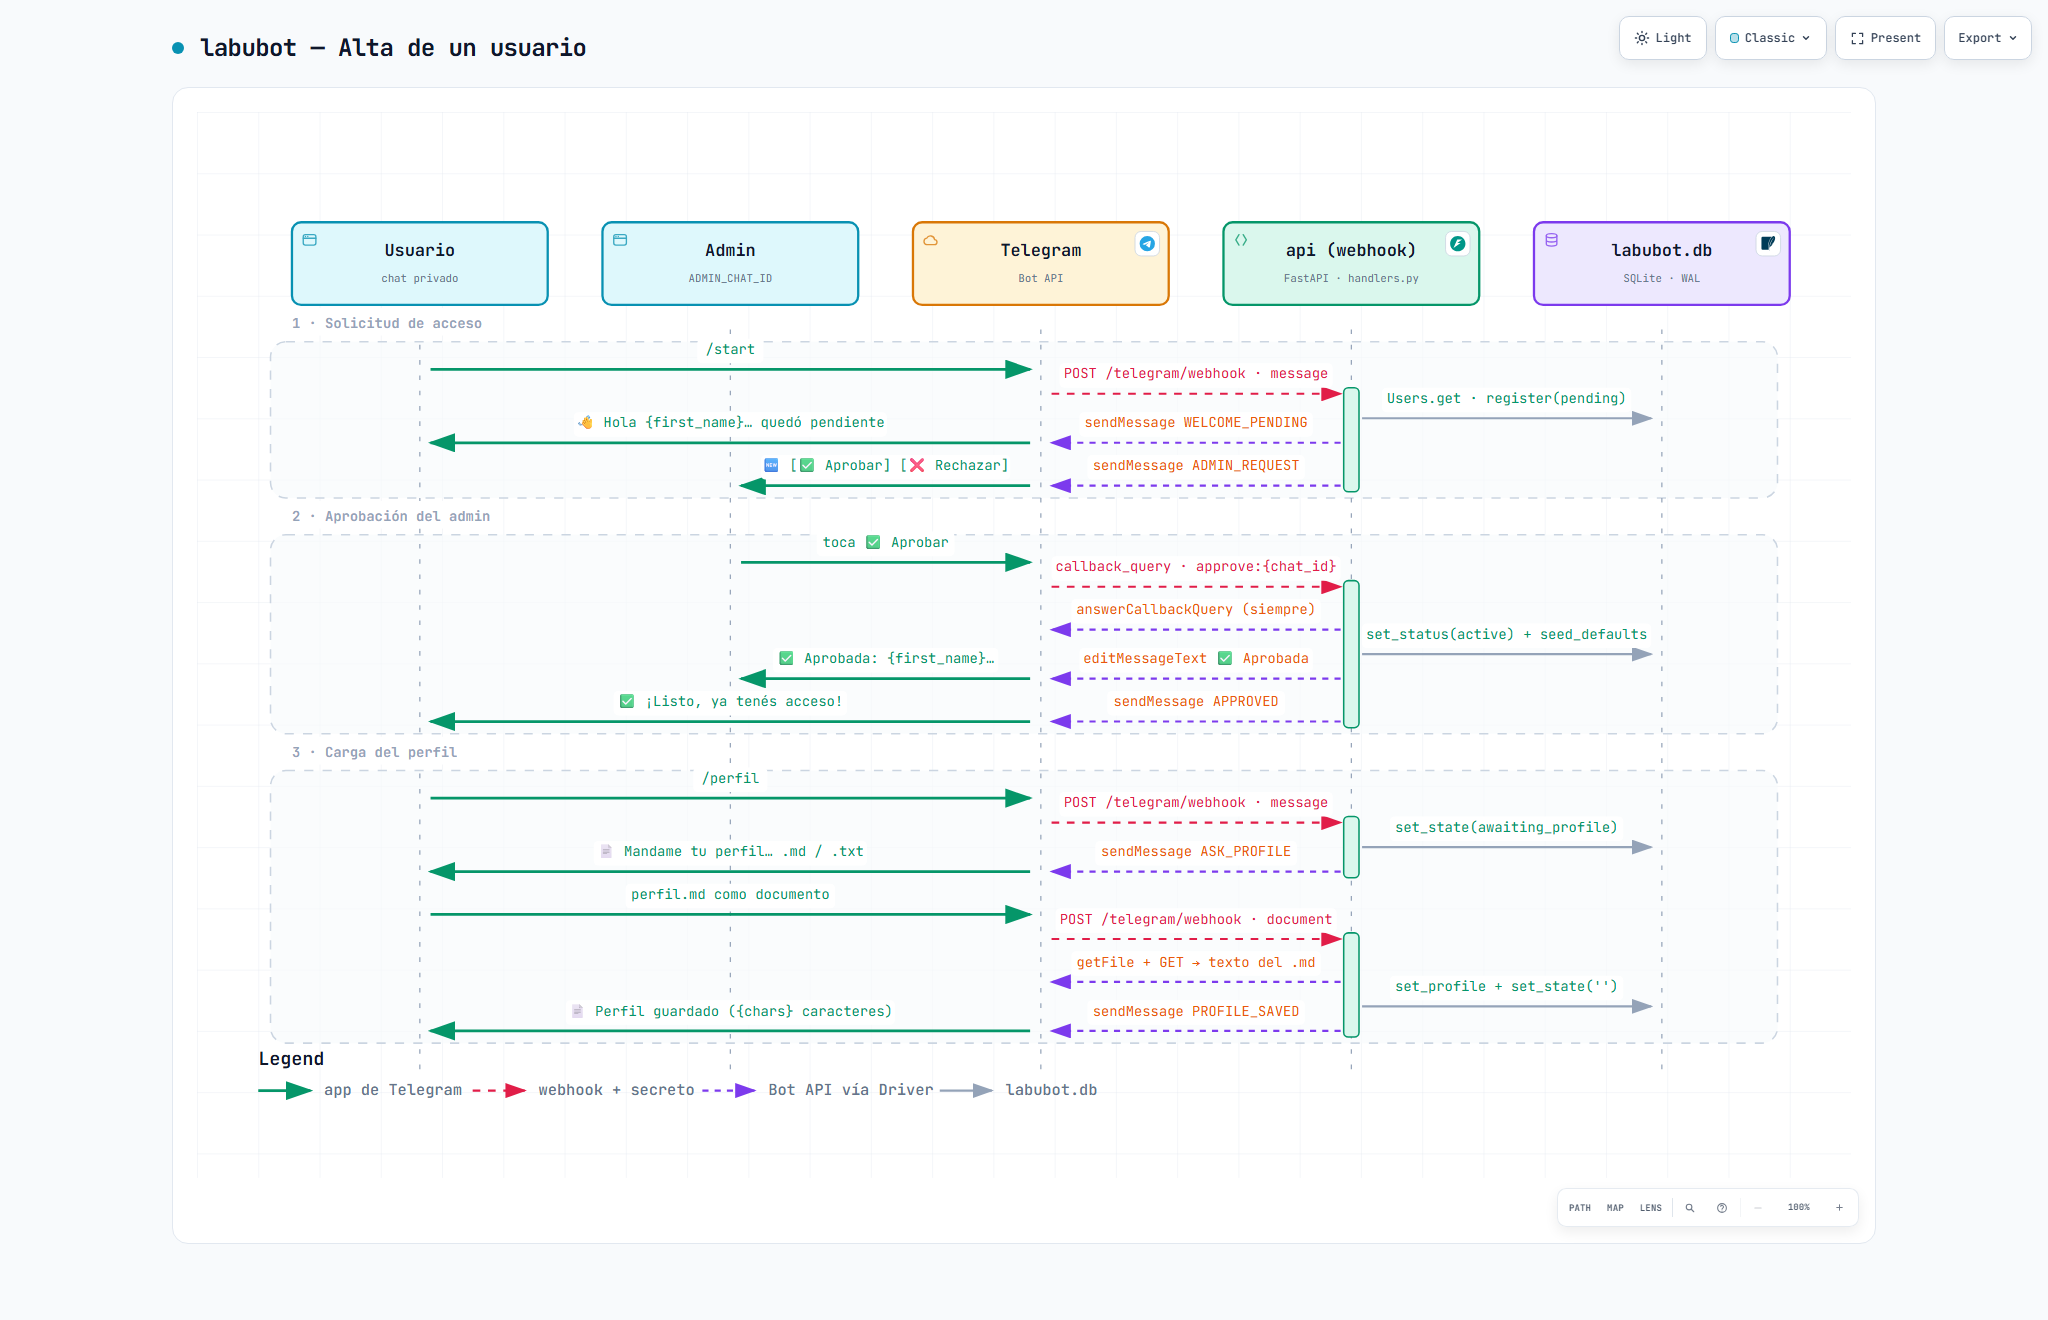 labubot — Alta de un usuario
Light
Classic
Present
Export
Usuario
chat privado
Admin
ADMIN_CHAT_ID
Telegram
Bot API
api (webhook)
FastAPI · handlers.py
labubot.db
SQLite · WAL
1 · Solicitud de acceso
/start
POST /telegram/webhook · message
Users.get · register(pending)
👋 Hola {first_name}… quedó pendiente
sendMessage WELCOME_PENDING
🆕 [✅ Aprobar] [❌ Rechazar]
sendMessage ADMIN_REQUEST
2 · Aprobación del admin
toca ✅ Aprobar
callback_query · approve:{chat_id}
answerCallbackQuery (siempre)
set_status(active) + seed_defaults
✅ Aprobada: {first_name}…
editMessageText ✅ Aprobada
✅ ¡Listo, ya tenés acceso!
sendMessage APPROVED
3 · Carga del perfil
/perfil
POST /telegram/webhook · message
set_state(awaiting_profile)
📄 Mandame tu perfil… .md / .txt
sendMessage ASK_PROFILE
perfil.md como documento
POST /telegram/webhook · document
getFile + GET → texto del .md
set_profile + set_state('')
📄 Perfil guardado ({chars} caracteres)
sendMessage PROFILE_SAVED
Legend
app de Telegram
webhook + secreto
Bot API vía Driver
labubot.db
PATH
MAP
LENS
100%